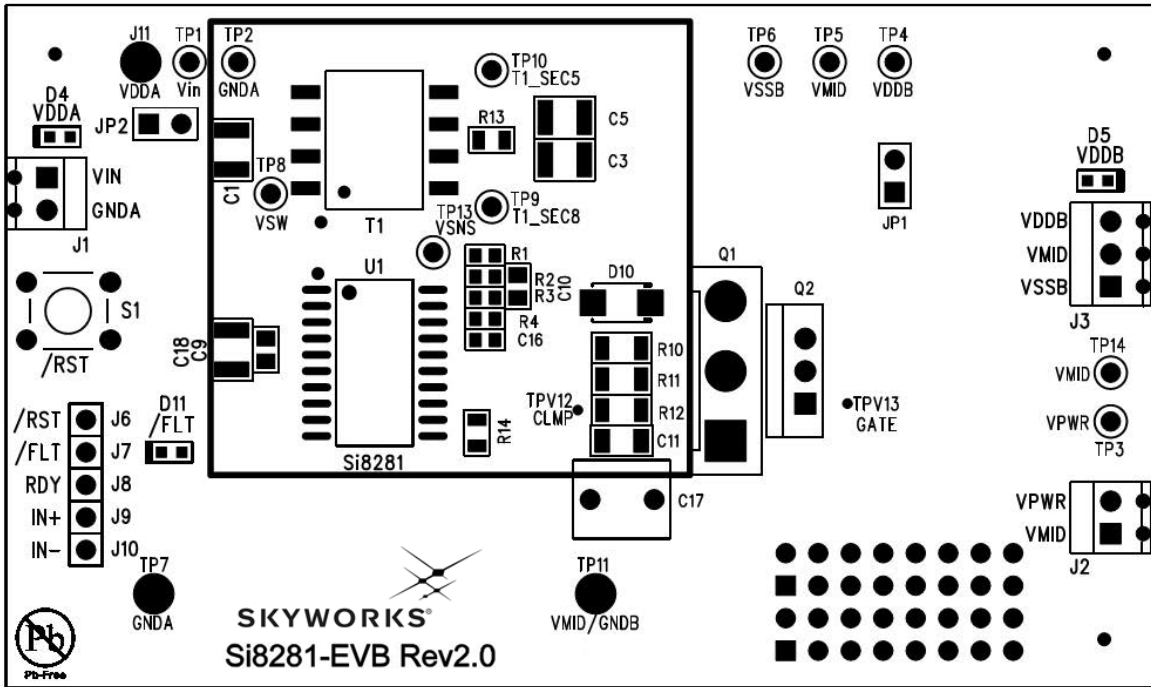 J11
VDDA
TP1
Vin
TP2
GNDA
D4
VDDA
JP2
VIN
GNDA
J1
S1
/RST
/RST
/FLT
RDY
IN+
IN-
J6
J7
J8
J9
J10
D11
/FLT
TP7
GNDA
Pb
Pb-Free
TP10
T1_SEC5
R13
C5
C3
C1
TP8
VSW
T1
TP9
T1_SEC8
TP13
VSNS
U1
Si8281
R1
R2
R3
C10
R4
C16
C18
C9
R14
D10
R10
R11
R12
C11
TPV12
CLMP
C17
Q1
Q2
TPV13
GATE
TP6
VSSB
TP5
VMID
TP4
VDDB
JP1
D5
VDDB
VDDB
VMID
VSSB
J3
TP14
VMID
VPWR
TP3
VPWR
VMID
J2
TP11
VMID/GNDB
SKYWORKS®
Si8281-EVB Rev2.0